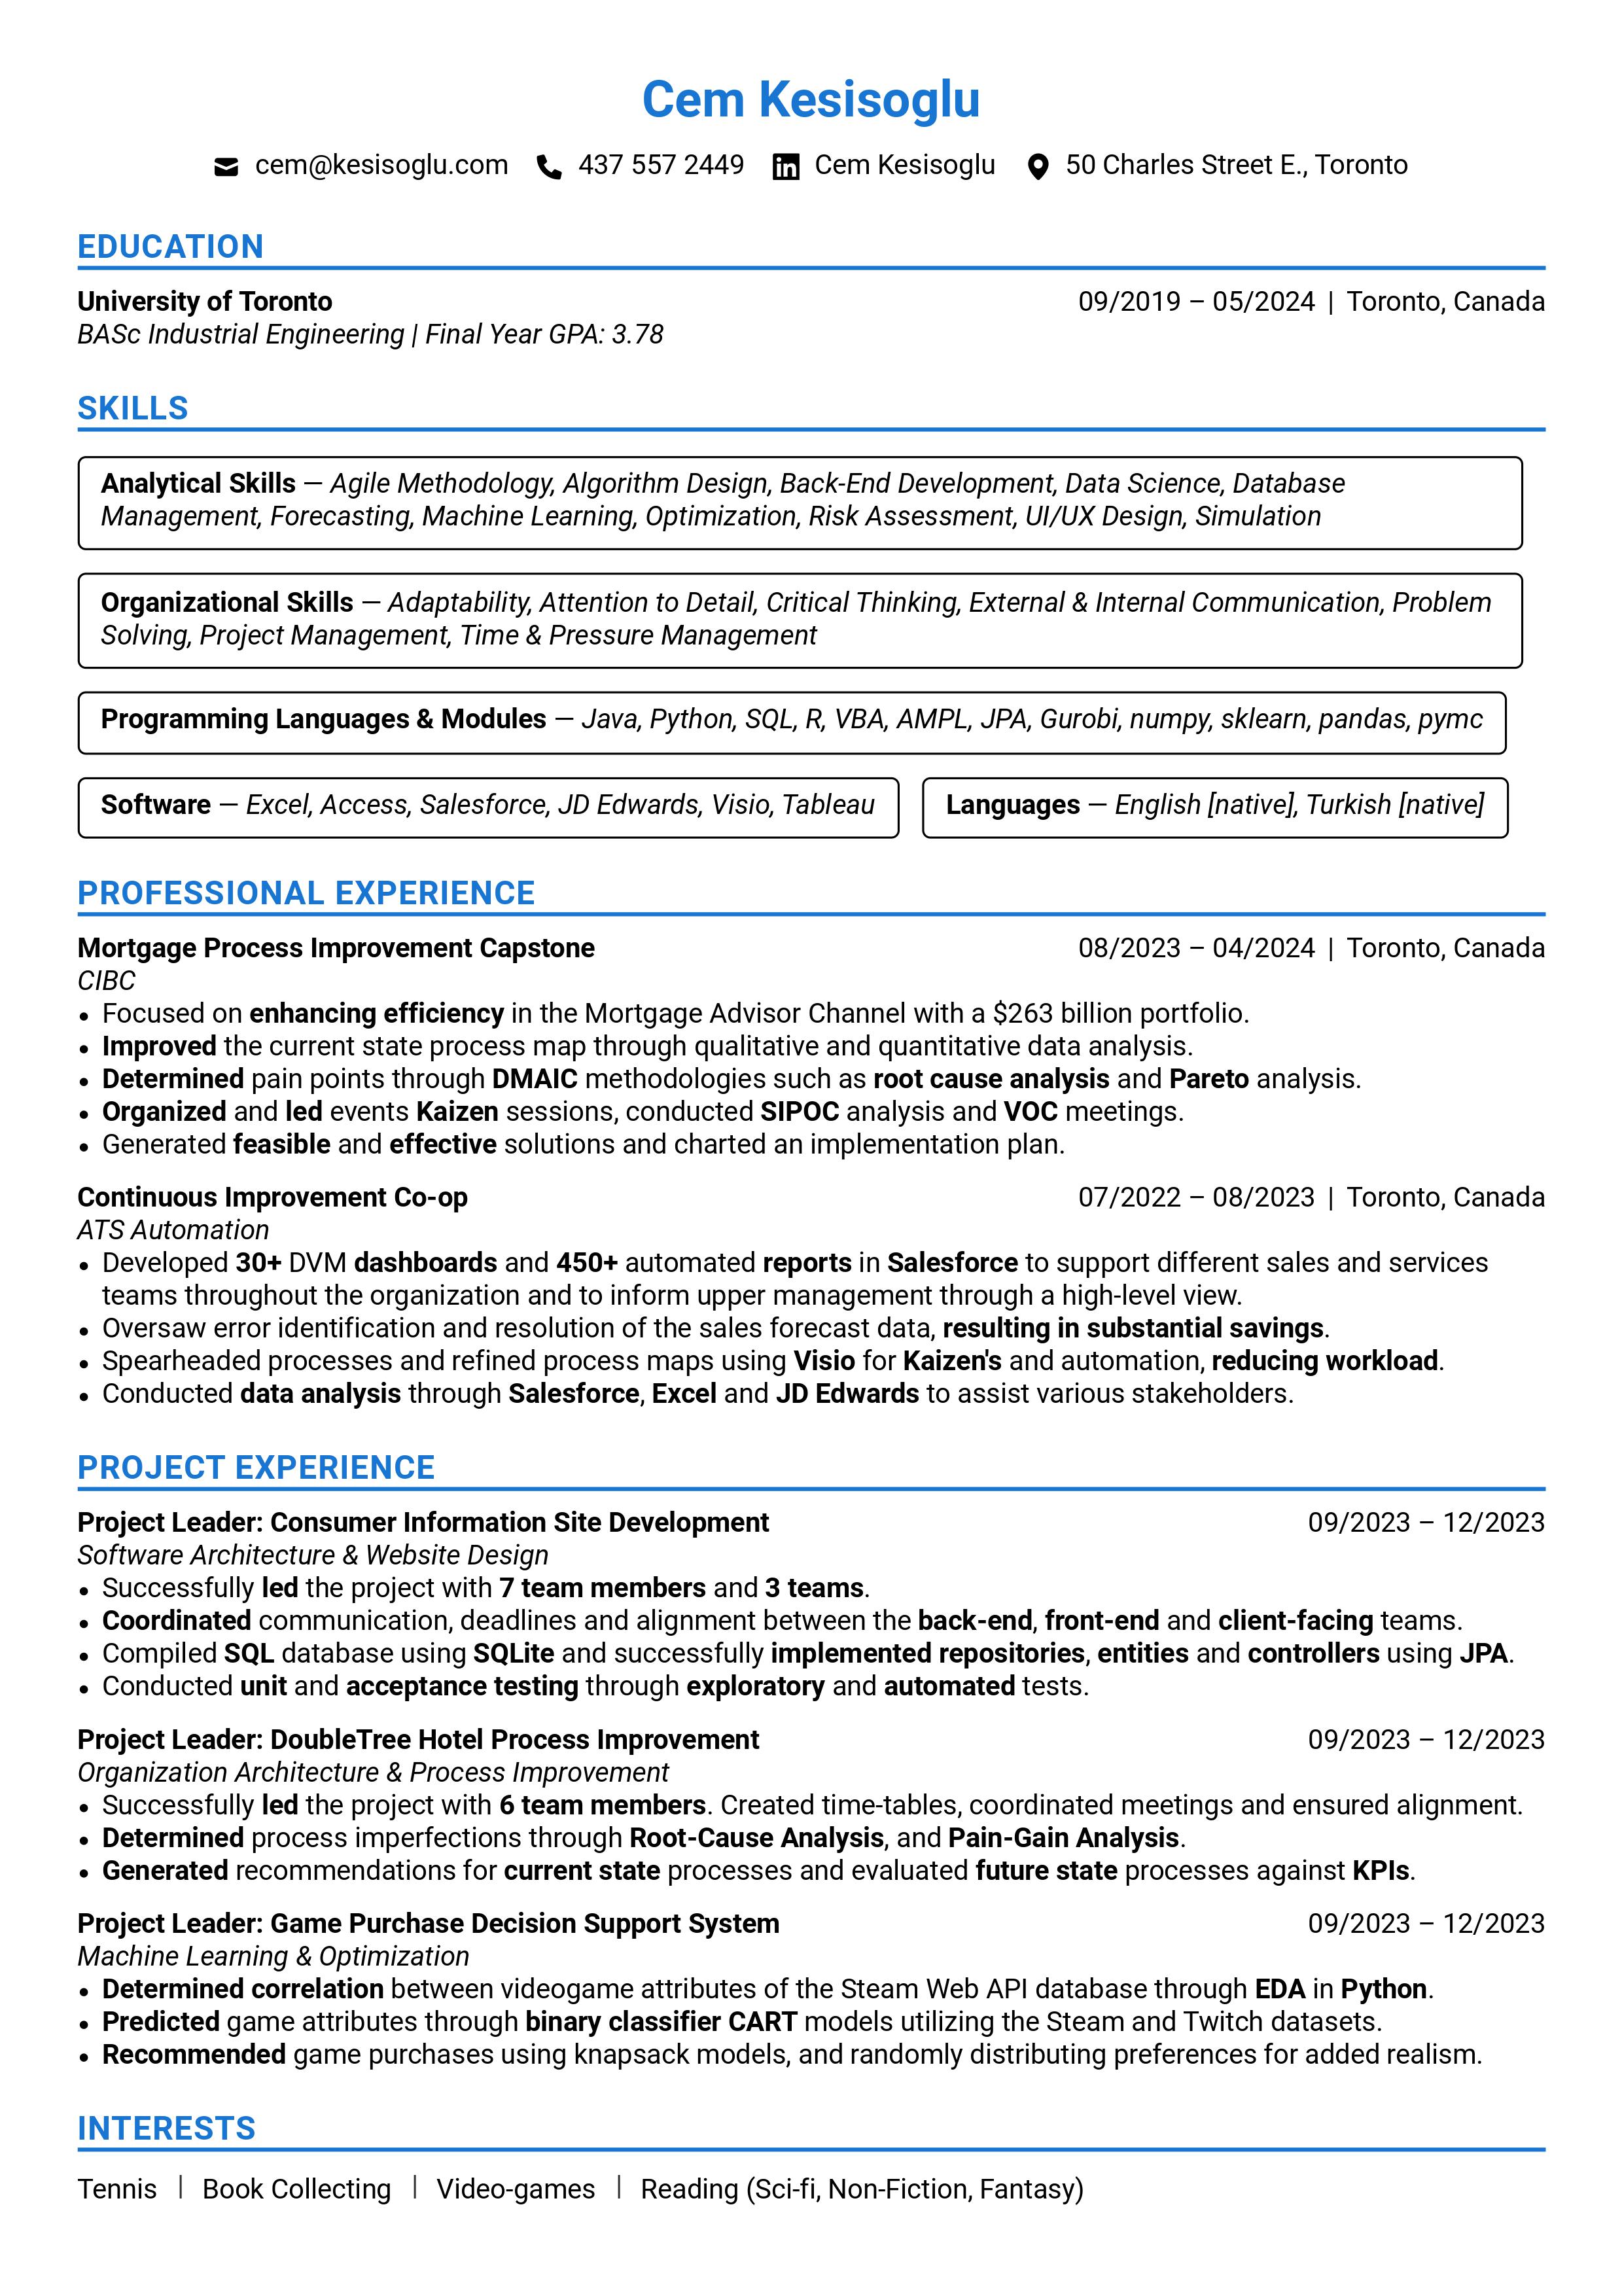 Cem Kesisoglu
cem@kesisoglu.com 437 557 2449 Cem Kesisoglu 50 Charles Street E., Toronto
EDUCATION
University of Toronto 09/2019 – 05/2024 | Toronto, Canada
BASc Industrial Engineering | Final Year GPA: 3.78
SKILLS
Analytical Skills — Agile Methodology, Algorithm Design, Back-End Development, Data Science, Database
Management, Forecasting, Machine Learning, Optimization, Risk Assessment, UI/UX Design, Simulation
Organizational Skills — Adaptability, Attention to Detail, Critical Thinking, External & Internal Communication, Problem
Solving, Project Management, Time & Pressure Management
Programming Languages & Modules — Java, Python, SQL, R, VBA, AMPL, JPA, Gurobi, numpy, sklearn, pandas, pymc
Software — Excel, Access, Salesforce, JD Edwards, Visio, Tableau Languages — English [native], Turkish [native]
PROFESSIONAL EXPERIENCE
Mortgage Process Improvement Capstone 08/2023 – 04/2024 | Toronto, Canada
CIBC
• Focused on enhancing efficiency in the Mortgage Advisor Channel with a $263 billion portfolio.
• Improved the current state process map through qualitative and quantitative data analysis.
• Determined pain points through DMAIC methodologies such as root cause analysis and Pareto analysis.
• Organized and led events Kaizen sessions, conducted SIPOC analysis and VOC meetings.
• Generated feasible and effective solutions and charted an implementation plan.
Continuous Improvement Co-op 07/2022 – 08/2023 | Toronto, Canada
ATS Automation
• Developed 30+ DVM dashboards and 450+ automated reports in Salesforce to support different sales and services
teams throughout the organization and to inform upper management through a high-level view.
• Oversaw error identification and resolution of the sales forecast data, resulting in substantial savings.
• Spearheaded processes and refined process maps using Visio for Kaizen's and automation, reducing workload.
• Conducted data analysis through Salesforce, Excel and JD Edwards to assist various stakeholders.
PROJECT EXPERIENCE
Project Leader: Consumer Information Site Development 09/2023 – 12/2023
Software Architecture & Website Design
• Successfully led the project with 7 team members and 3 teams.
• Coordinated communication, deadlines and alignment between the back-end, front-end and client-facing teams.
• Compiled SQL database using SQLite and successfully implemented repositories, entities and controllers using JPA.
• Conducted unit and acceptance testing through exploratory and automated tests.
Project Leader: DoubleTree Hotel Process Improvement 09/2023 – 12/2023
Organization Architecture & Process Improvement
• Successfully led the project with 6 team members. Created time-tables, coordinated meetings and ensured alignment.
• Determined process imperfections through Root-Cause Analysis, and Pain-Gain Analysis.
• Generated recommendations for current state processes and evaluated future state processes against KPIs.
Project Leader: Game Purchase Decision Support System 09/2023 – 12/2023
Machine Learning & Optimization
• Determined correlation between videogame attributes of the Steam Web API database through EDA in Python.
• Predicted game attributes through binary classifier CART models utilizing the Steam and Twitch datasets.
• Recommended game purchases using knapsack models, and randomly distributing preferences for added realism.
INTERESTS
Tennis | Book Collecting | Video-games | Reading (Sci-fi, Non-Fiction, Fantasy)